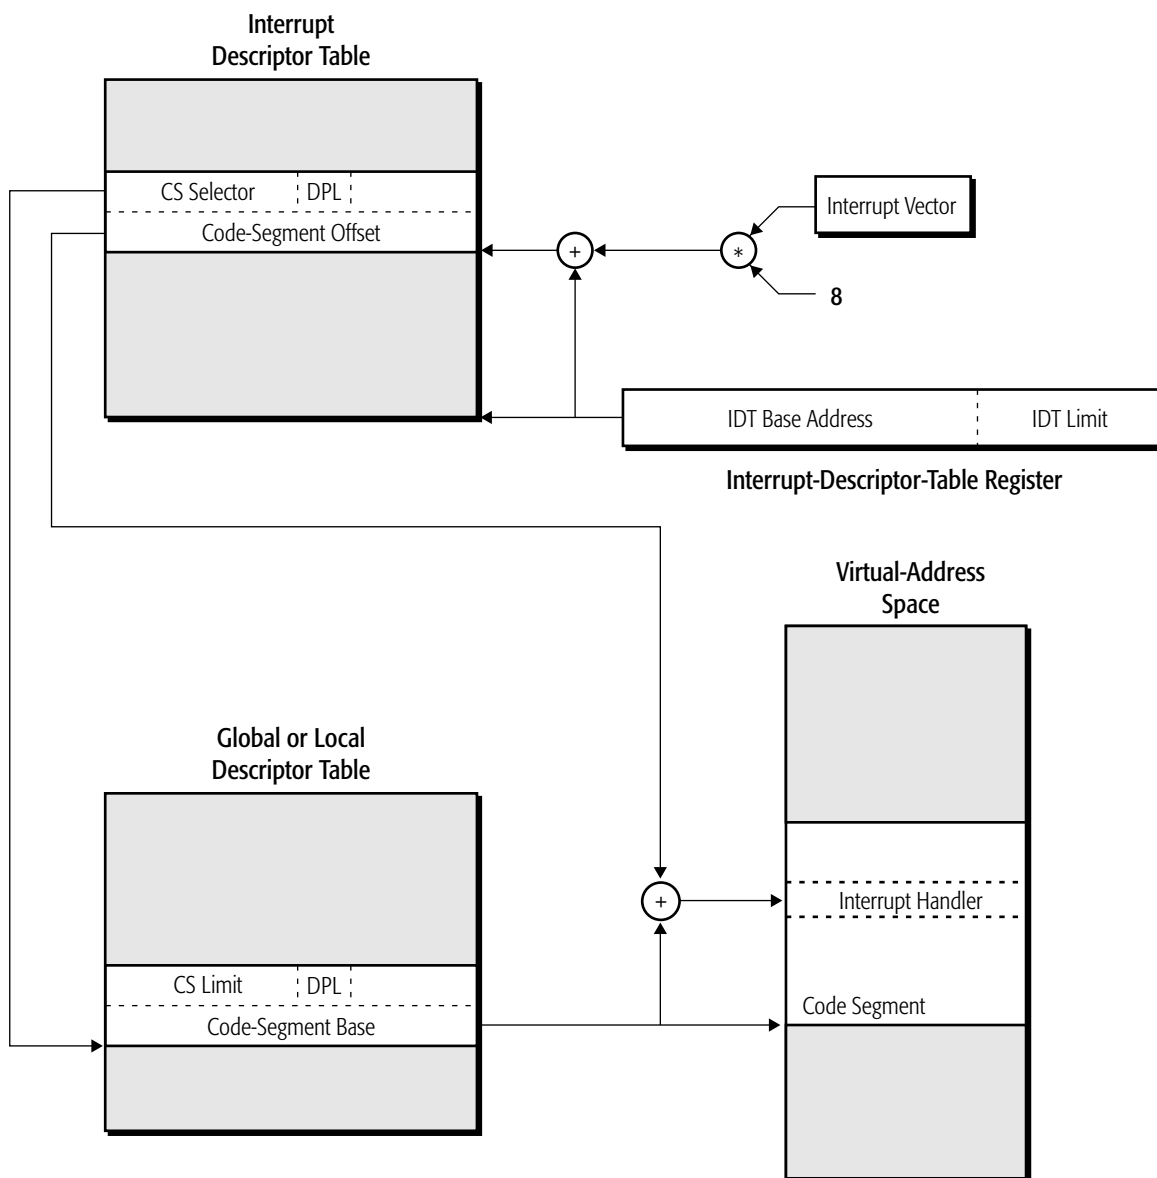 Interrupt
Descriptor Table
CS Selector DPL
Code-Segment Offset
Interrupt Vector
+ *
8
IDT Base Address IDT Limit
Interrupt-Descriptor-Table Register
Virtual-Address
Space
Global or Local
Descriptor Table
+
Interrupt Handler
CS Limit DPL
Code Segment
Code-Segment Base